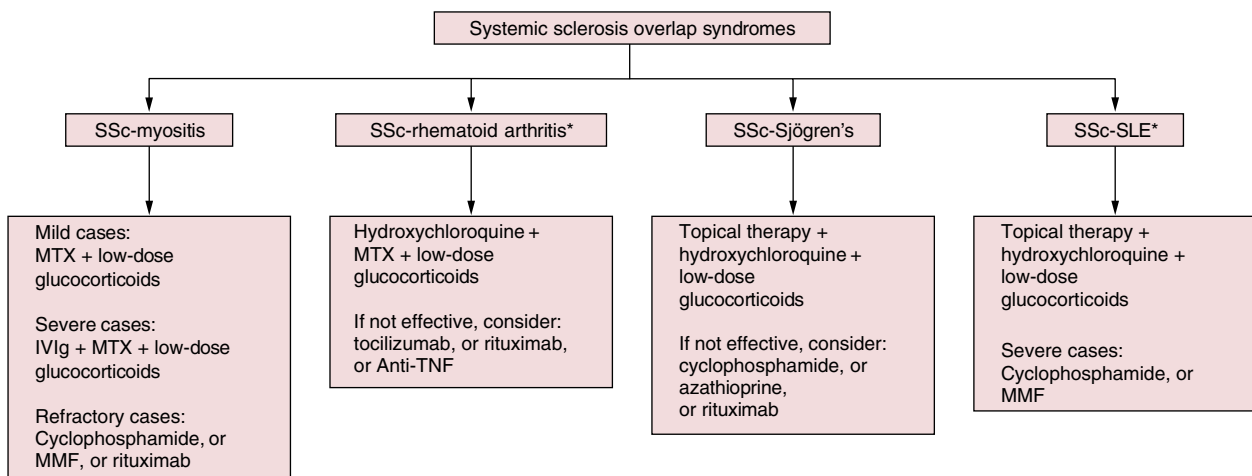 Systemic sclerosis overlap syndromes
SSc-myositis
SSc-rhematoid arthritis*
SSc-Sjögren's
SSc-SLE*
Mild cases:
MTX + low-dose
glucocorticoids
Severe cases:
IVIg + MTX + low-dose
glucocorticoids
Refractory cases:
Cyclophosphamide, or
MMF, or rituximab
Hydroxychloroquine +
MTX + low-dose
glucocorticoids
If not effective, consider:
tocilizumab, or rituximab,
or Anti-TNF
Topical therapy +
hydroxychloroquine +
low-dose
glucocorticoids
If not effective, consider:
cyclophosphamide, or
azathioprine,
or rituximab
Topical therapy +
hydroxychloroquine +
low-dose
glucocorticoids
Severe cases:
Cyclophosphamide, or
MMF